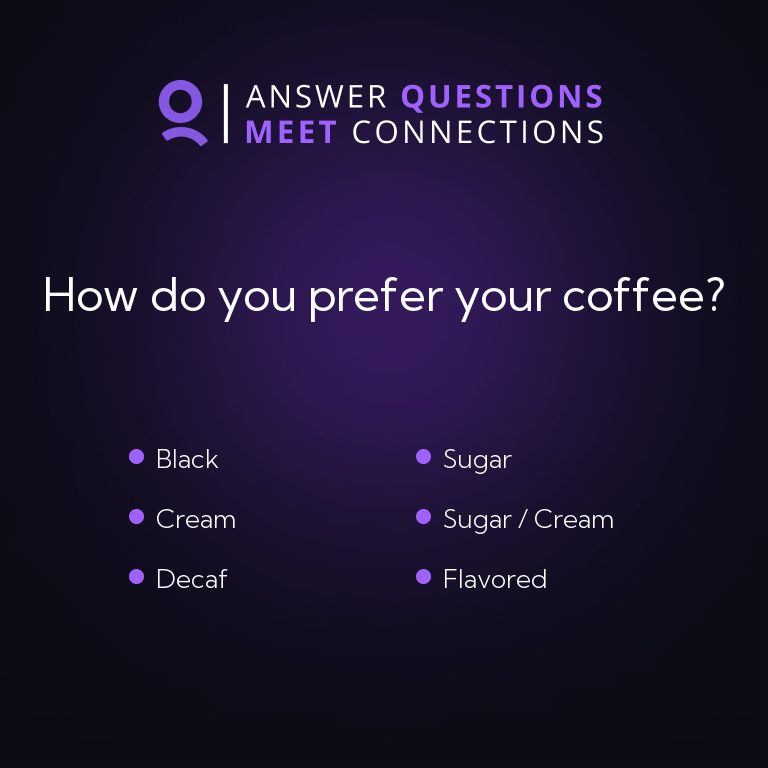 ANSWER QUESTIONS
MEET CONNECTIONS
How do you prefer your coffee?
Black
Cream
Decaf
Sugar
Sugar / Cream
Flavored